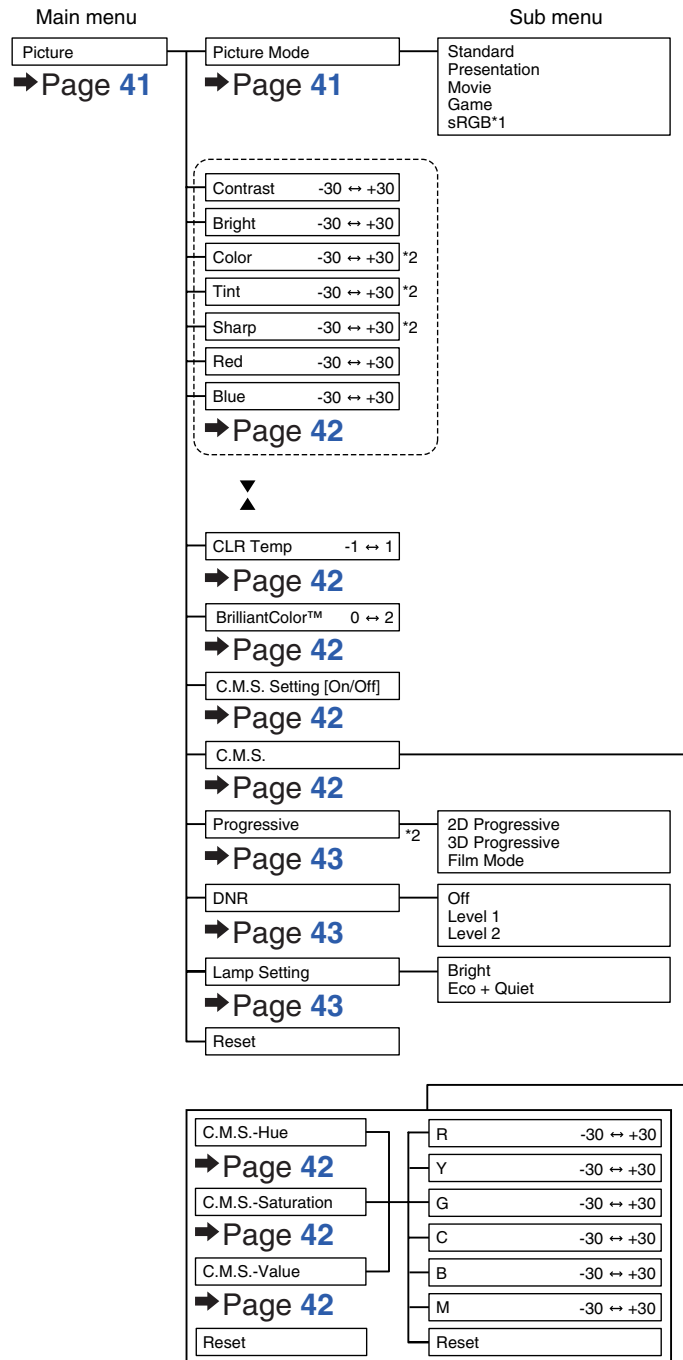 Main menu
Sub menu
Picture
➡Page 41
Picture Mode
➡Page 41
Standard
Presentation
Movie
Game
sRGB*1
Contrast -30 ↔ +30
Bright -30 ↔ +30
Color -30 ↔ +30 *2
Tint -30 ↔ +30 *2
Sharp -30 ↔ +30 *2
Red -30 ↔ +30
Blue -30 ↔ +30
➡Page 42
CLR Temp -1 ↔ 1
➡Page 42
BrilliantColor™ 0 ↔ 2
➡Page 42
C.M.S. Setting [On/Off]
➡Page 42
C.M.S.
➡Page 42
Progressive *2
➡Page 43
2D Progressive
3D Progressive
Film Mode
DNR
➡Page 43
Off
Level 1
Level 2
Lamp Setting
➡Page 43
Bright
Eco + Quiet
Reset
C.M.S.-Hue
➡Page 42
C.M.S.-Saturation
➡Page 42
C.M.S.-Value
➡Page 42
Reset
R -30 ↔ +30
Y -30 ↔ +30
G -30 ↔ +30
C -30 ↔ +30
B -30 ↔ +30
M -30 ↔ +30
Reset